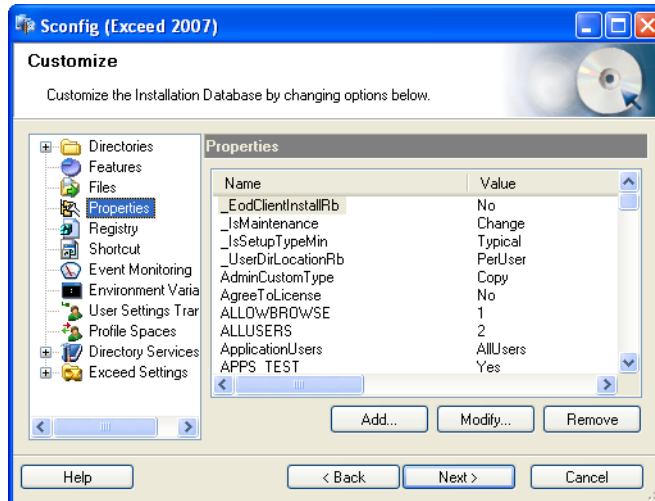 Sconfig (Exceed 2007)
Customize
Customize the Installation Database by changing options below.
Directories
Features
Files
Properties
Registry
Shortcut
Event Monitoring
Environment Varia
User Settings Tran
Profile Spaces
Directory Services
Exceed Settings
Properties
Name Value
_EodClientInstallRb No
_IsMaintenance Change
_IsSetupTypeMin Typical
_UserDirLocationRb PerUser
AdminCustomType Copy
AgreeToLicense No
ALLOWBROWSE 1
ALLUSERS 2
ApplicationUsers AllUsers
APPS_TEST Yes
Add... Modify... Remove
Help < Back Next > Cancel